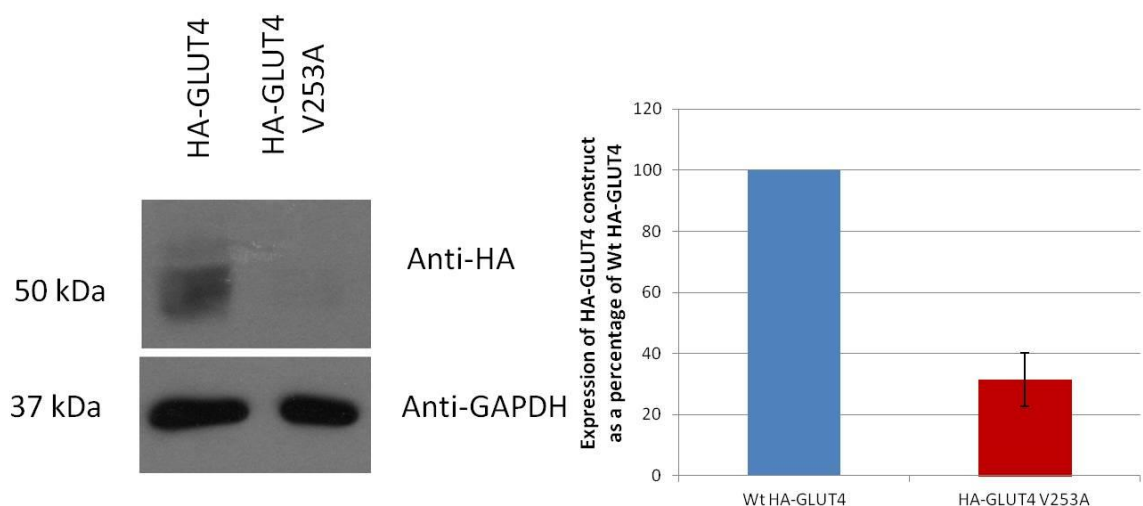 HA-GLUT4
HA-GLUT4
V253A
50 kDa
Anti-HA
37 kDa
Anti-GAPDH
Expression of HA-GLUT4 construct
as a percentage of Wt HA-GLUT4
120
100
80
60
40
20
0
Wt HA-GLUT4
HA-GLUT4 V253A